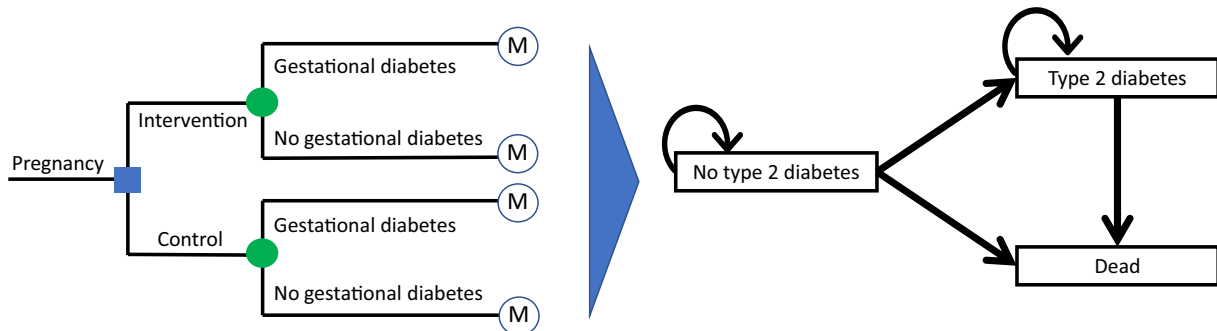 M
Gestational diabetes
Intervention
No gestational diabetes
M
Pregnancy
M
Gestational diabetes
Control
No gestational diabetes
M
Type 2 diabetes
No type 2 diabetes
Dead